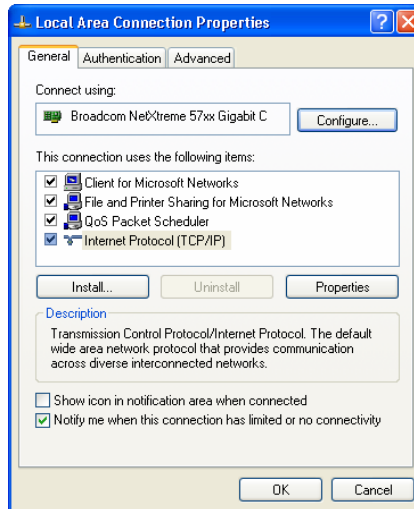 Local Area Connection Properties
General Authentication Advanced
Connect using:
Broadcom NetXtreme 57xx Gigabit C
Configure...
This connection uses the following items:
Client for Microsoft Networks
File and Printer Sharing for Microsoft Networks
QoS Packet Scheduler
Internet Protocol (TCP/IP)
Install... Uninstall Properties
Description
Transmission Control Protocol/Internet Protocol. The default
wide area network protocol that provides communication
across diverse interconnected networks.
Show icon in notification area when connected
Notify me when this connection has limited or no connectivity
OK Cancel